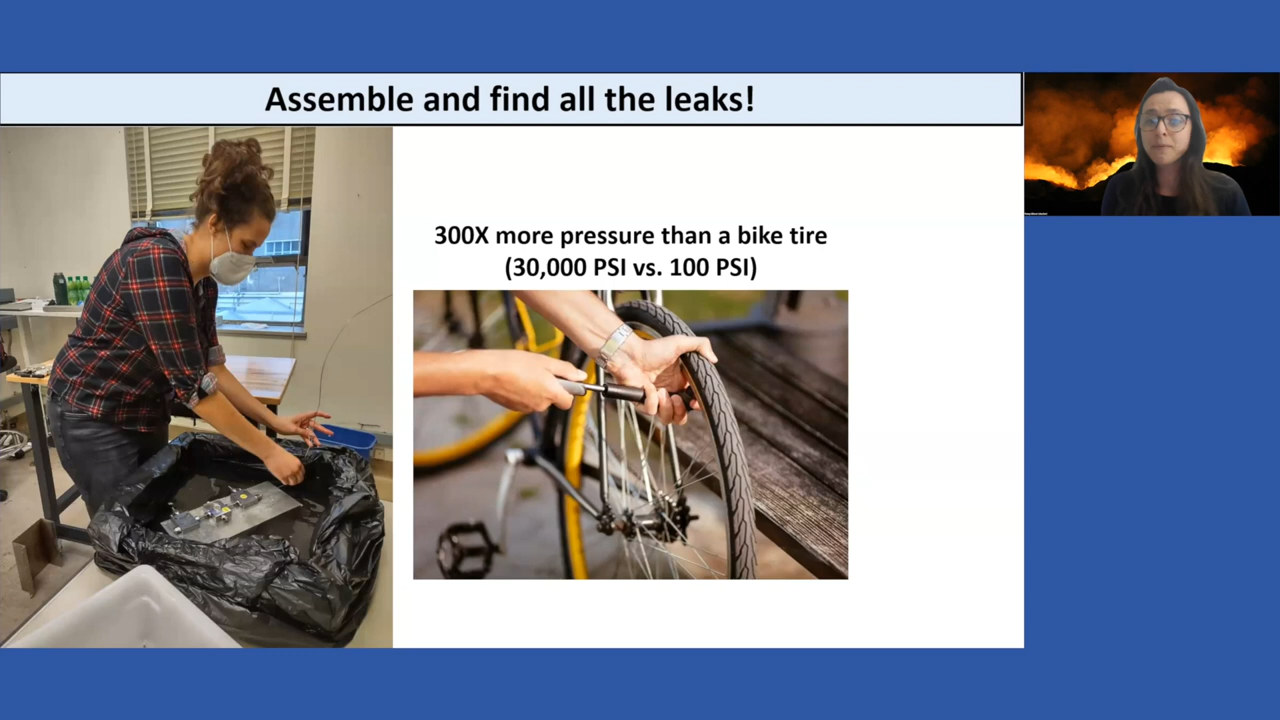 Assemble and find all the leaks!
300X more pressure than a bike tire
(30,000 PSI vs. 100 PSI)